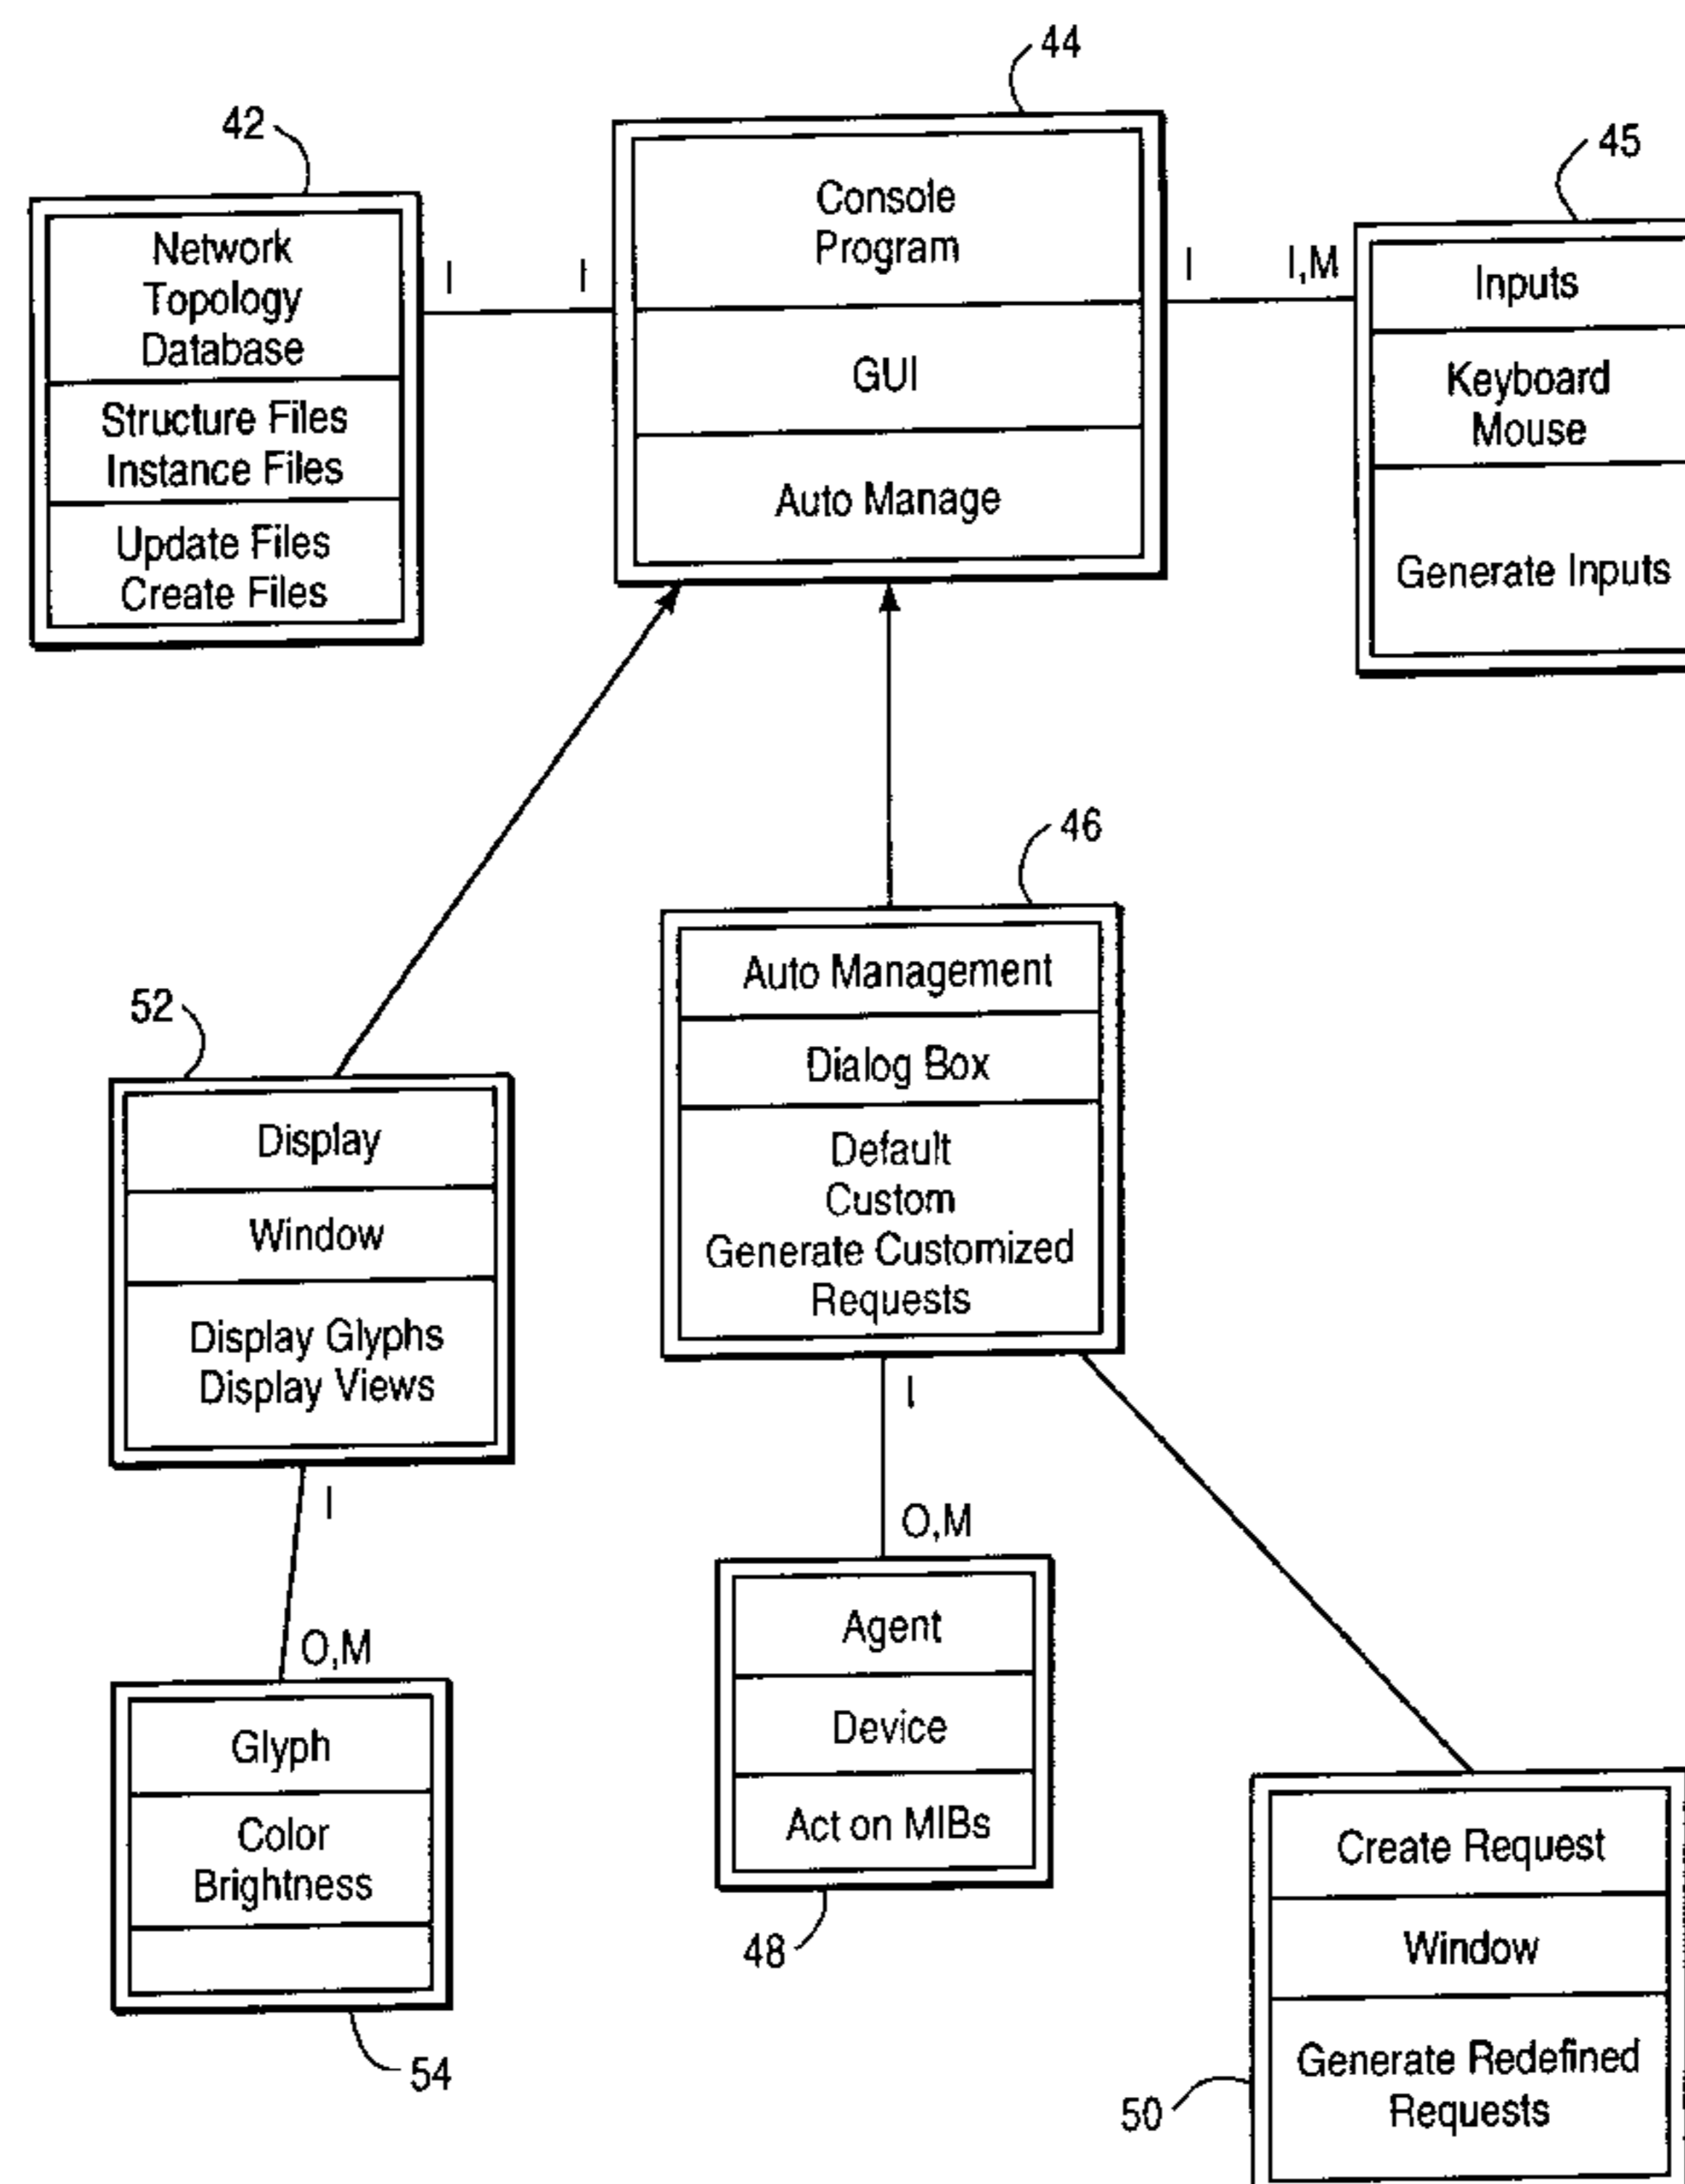 44
42
45
Network
Topology
Database
Structure Files
Instance Files
Update Files
Create Files
I
I
Console
Program
GUI
Auto Manage
I
I,M
Inputs
Keyboard
Mouse
Generate Inputs
46
Auto Management
Dialog Box
Default
Custom
Generate Customized
Requests
52
Display
Window
Display Glyphs
Display Views
I
O,M
Glyph
Color
Brightness
54
I
O,M
Agent
Device
Act on MIBs
48
Create Request
Window
Generate Redefined
Requests
50